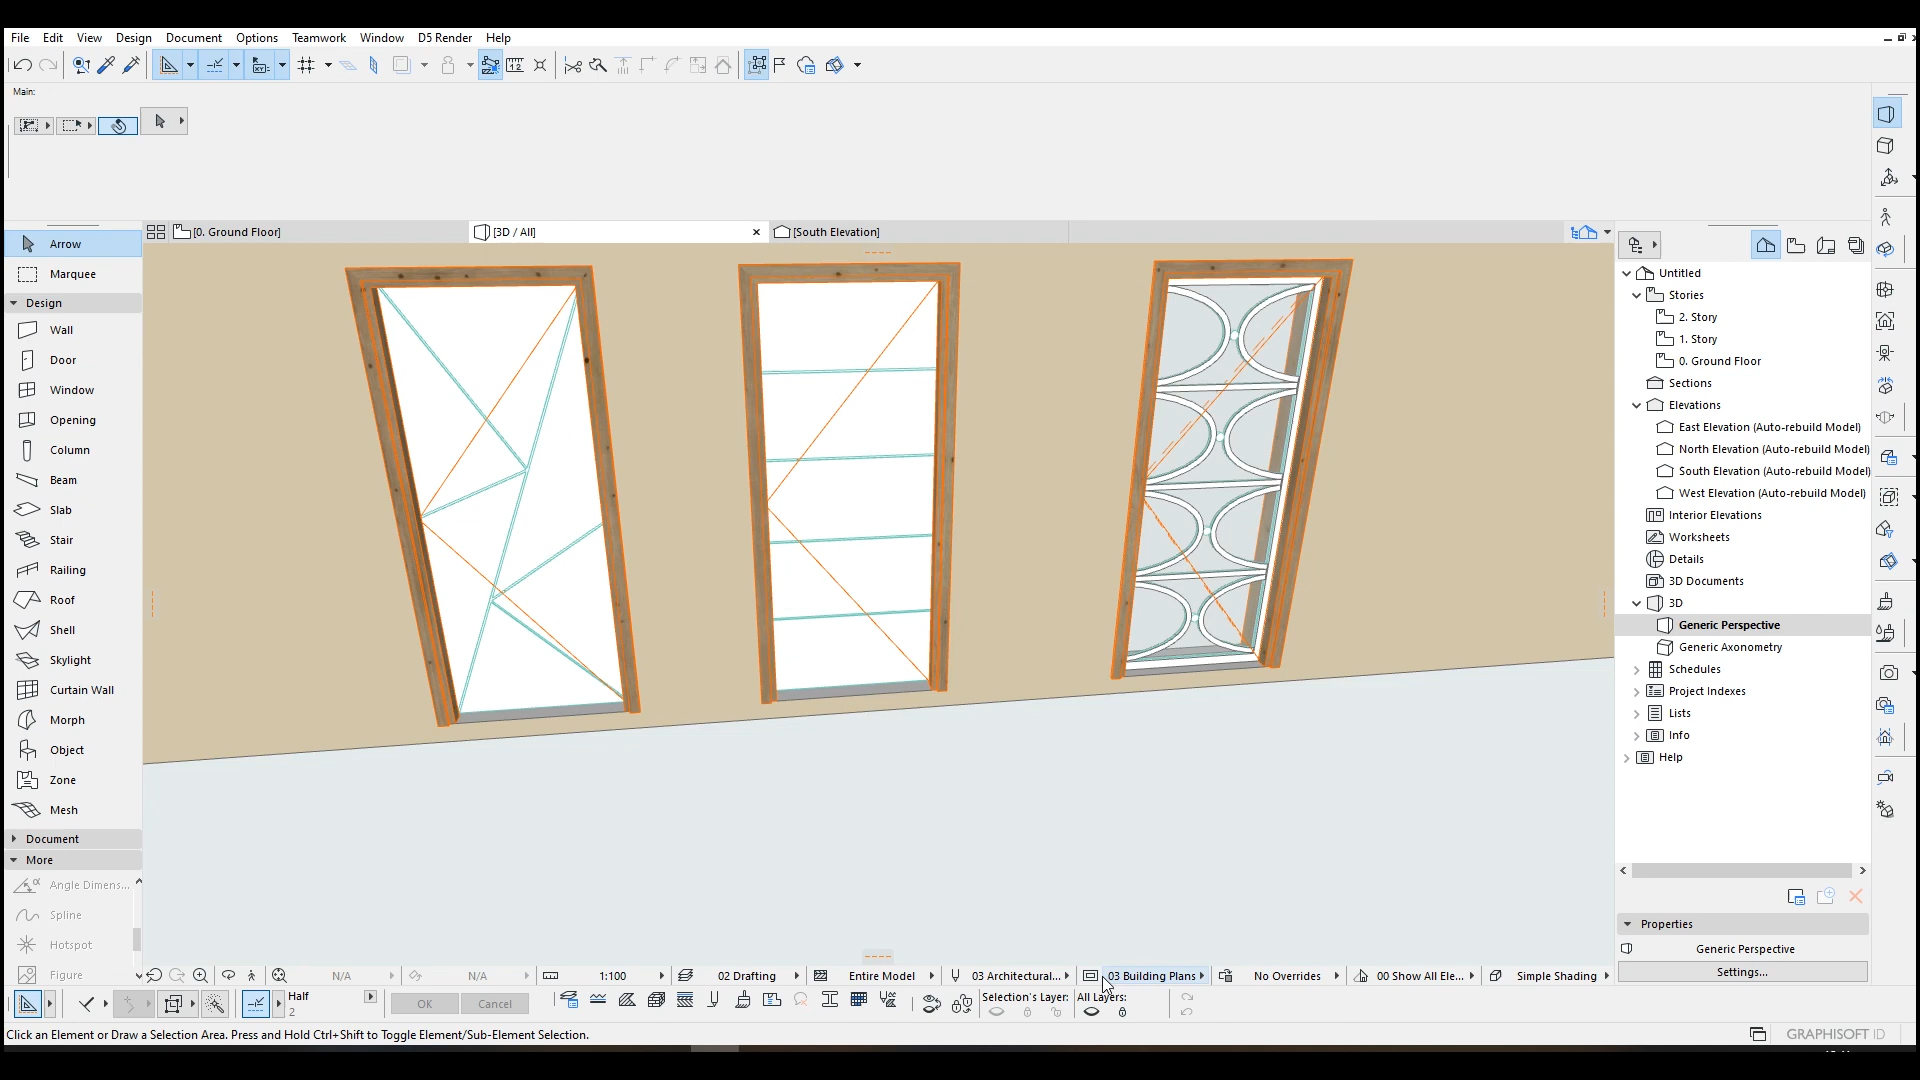 File Edit View Design Document Options Teamwork Window D5 Render Help
Main:
[0. Ground Floor]
[3D / All]
[South Elevation]
Arrow
Marquee
Design
Wall
Door
Window
Opening
Column
Beam
Slab
Stair
Railing
Roof
Shell
Skylight
Curtain Wall
Morph
Object
Zone
Mesh
Document
More
Angle Dimens...
Spline
Hotspot
Figure
Untitled
Stories
2. Story
1. Story
0. Ground Floor
Sections
Elevations
East Elevation (Auto-rebuild Model)
North Elevation (Auto-rebuild Model)
South Elevation (Auto-rebuild Model)
West Elevation (Auto-rebuild Model)
Interior Elevations
Worksheets
Details
3D Documents
3D
Generic Perspective
Generic Axonometry
Schedules
Project Indexes
Lists
Info
Help
Properties
Generic Perspective
Settings...
N/A N/A 1:100 02 Drafting Entire Model 03 Architectural... 03 Building Plans No Overrides 00 Show All Ele... Simple Shading
Half
2
OK Cancel
Selection's Layer: All Layers:
Click an Element or Draw a Selection Area. Press and Hold Ctrl+Shift to Toggle Element/Sub-Element Selection.
GRAPHISOFT ID